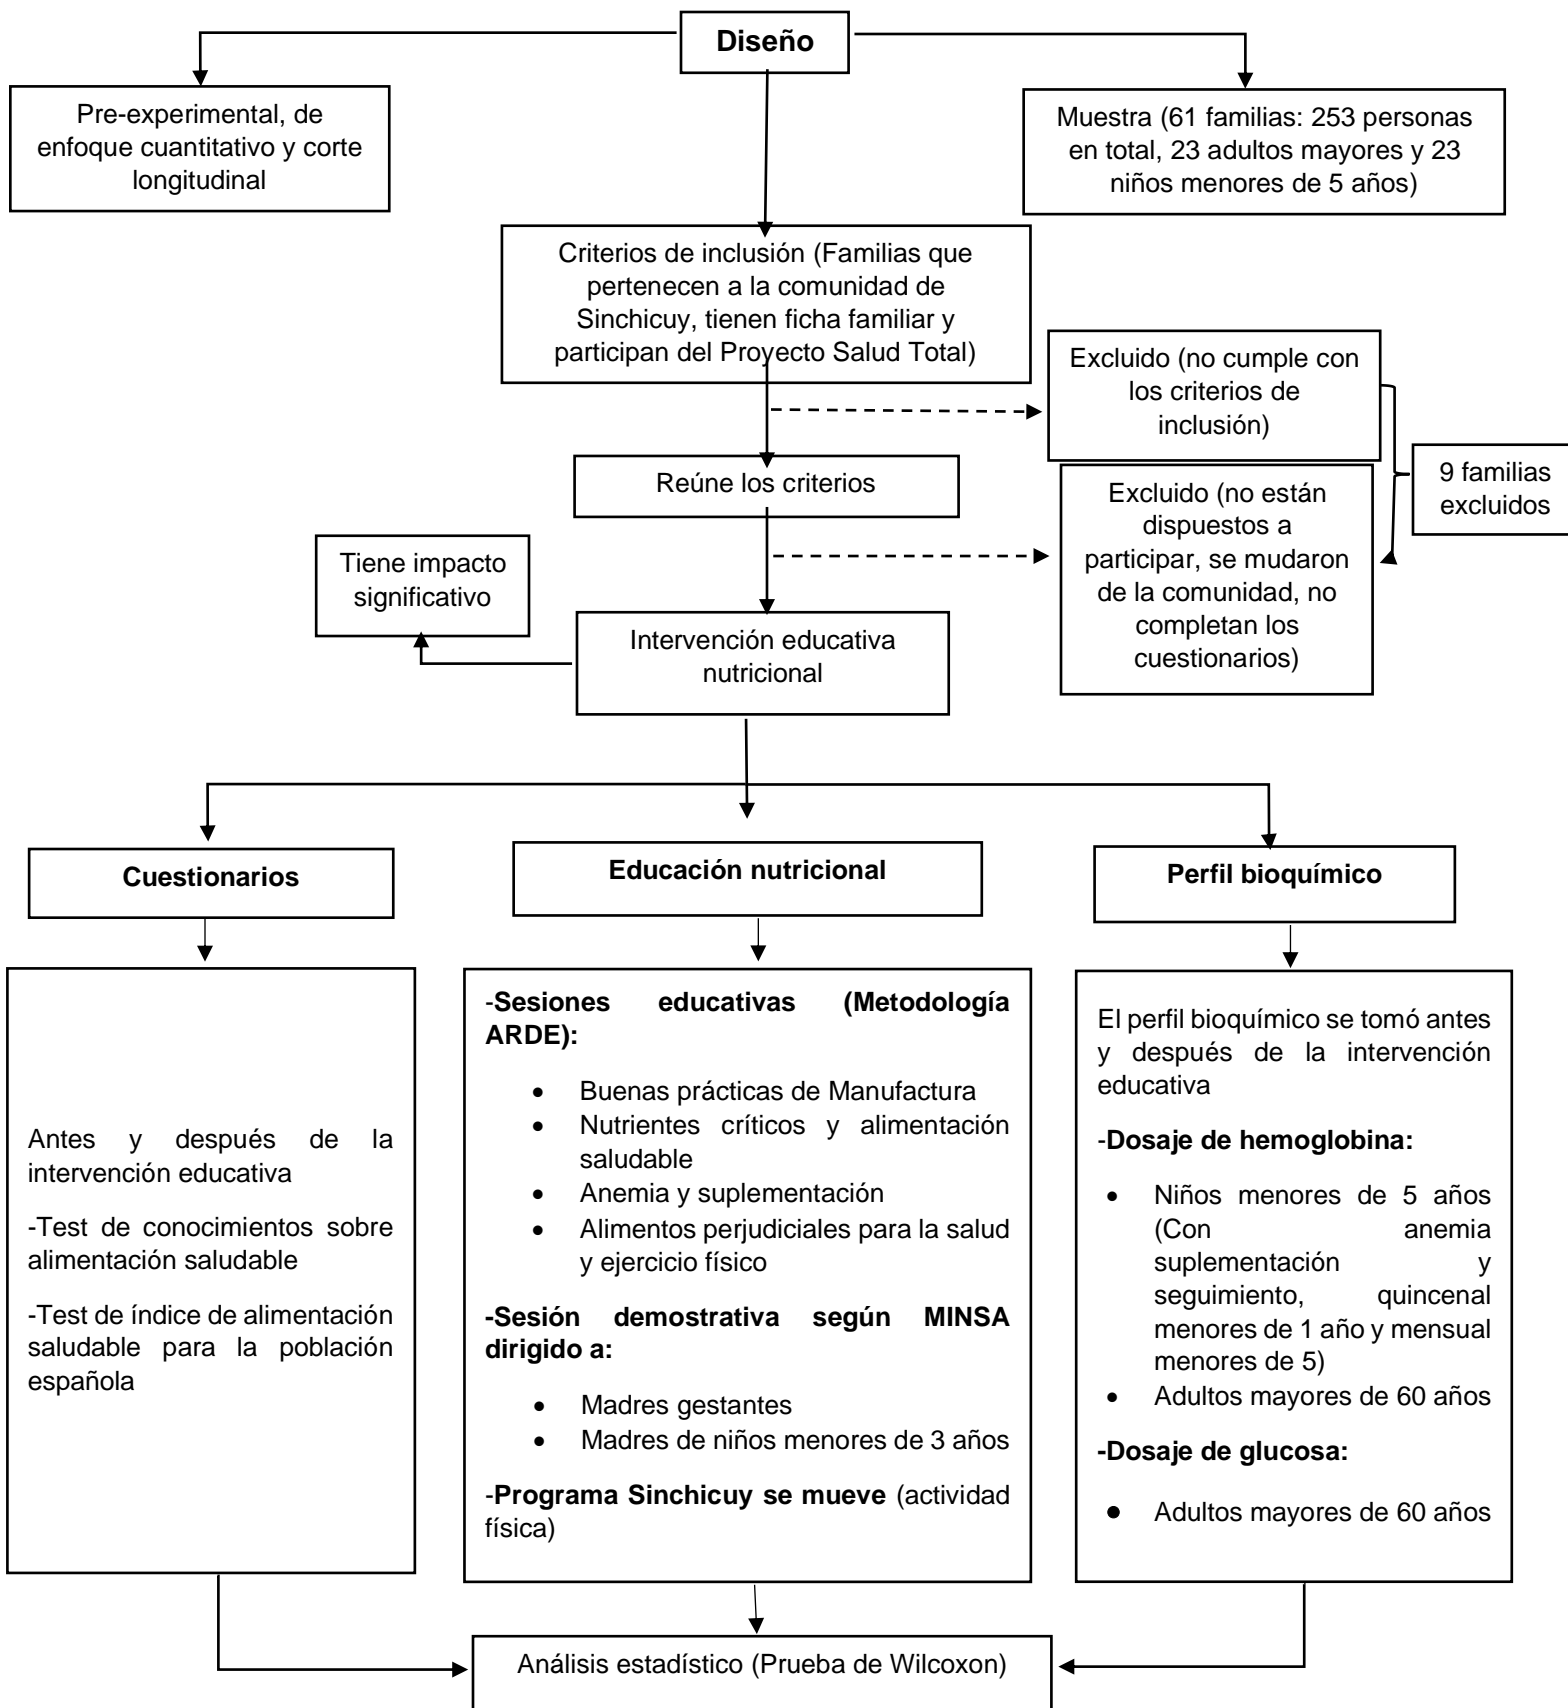 Diseño
Pre-experimental, de
enfoque cuantitativo y corte
longitudinal
Muestra (61 familias: 253 personas
en total, 23 adultos mayores y 23
niños menores de 5 años)
Criterios de inclusión (Familias que
pertenecen a la comunidad de
Sinchicuy, tienen ficha familiar y
participan del Proyecto Salud Total)
Excluido (no cumple con
los criterios de
inclusión)
Reúne los criterios
9 familias
excluidos
Excluido (no están
dispuestos a
participar, se mudaron
de la comunidad, no
completan los
cuestionarios)
Tiene impacto
significativo
Intervención educativa
nutricional
Cuestionarios
Educación nutricional
Perfil bioquímico
Antes y después de la
intervención educativa
-Test de conocimientos sobre
alimentación saludable
-Test de índice de alimentación
saludable para la población
española
-Sesiones educativas (Metodología
ARDE):
• Buenas prácticas de Manufactura
• Nutrientes críticos y alimentación
saludable
• Anemia y suplementación
• Alimentos perjudiciales para la salud
y ejercicio físico
-Sesión demostrativa según MINSA
dirigido a:
• Madres gestantes
• Madres de niños menores de 3 años
-Programa Sinchicuy se mueve (actividad
física)
El perfil bioquímico se tomó antes
y después de la intervención
educativa
-Dosaje de hemoglobina:
• Niños menores de 5 años
(Con anemia
suplementación y
seguimiento, quincenal
menores de 1 año y mensual
menores de 5)
• Adultos mayores de 60 años
-Dosaje de glucosa:
• Adultos mayores de 60 años
Análisis estadístico (Prueba de Wilcoxon)